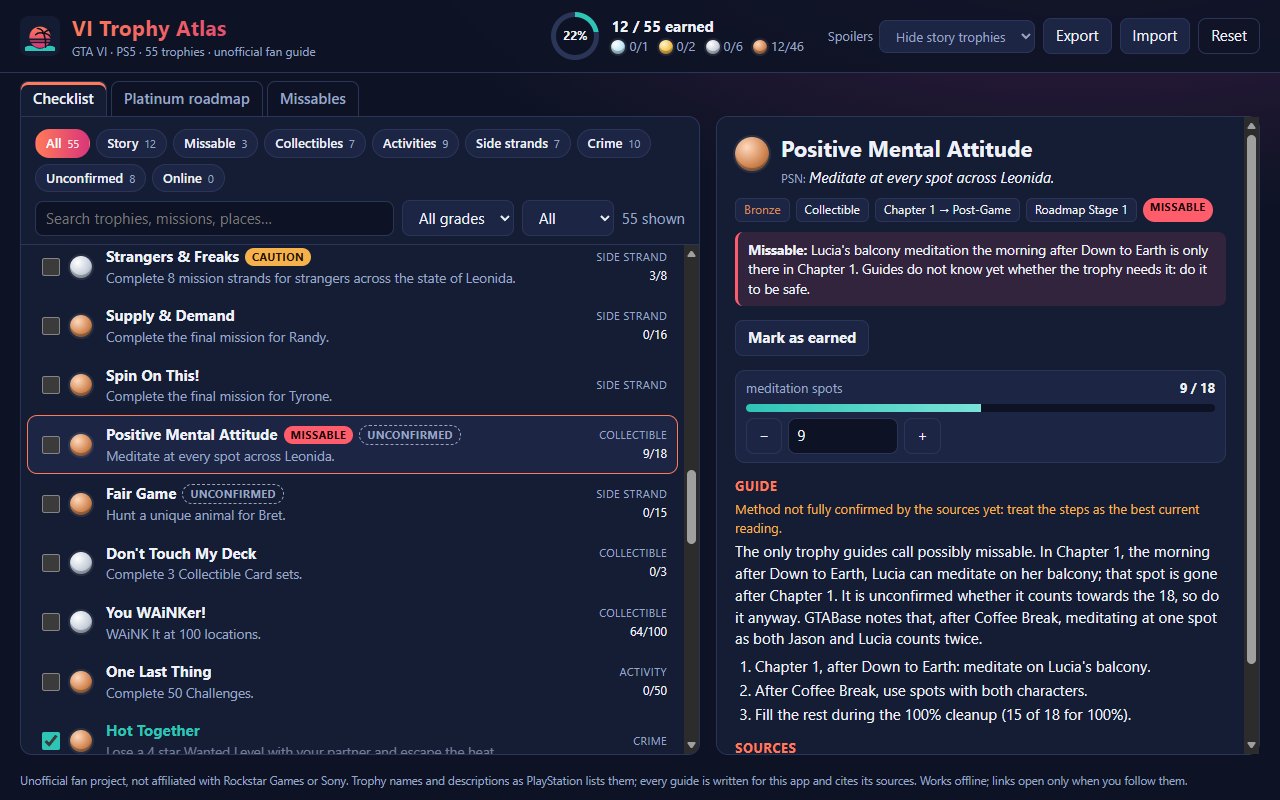 VI Trophy Atlas
GTA VI · PS5 · 55 trophies · unofficial fan guide
22%
12 / 55 earned
0/1 0/2 0/6 12/46
Spoilers Hide story trophies Export Import Reset
Checklist Platinum roadmap Missables
All 55 Story 12 Missable 3 Collectibles 7 Activities 9 Side strands 7 Crime 10
Unconfirmed 8 Online 0
Search trophies, missions, places... All grades All 55 shown
Strangers & Freaks CAUTION SIDE STRAND
Complete 8 mission strands for strangers across the state of Leonida. 3/8
Supply & Demand SIDE STRAND
Complete the final mission for Randy. 0/16
Spin On This! SIDE STRAND
Complete the final mission for Tyrone.
Positive Mental Attitude MISSABLE UNCONFIRMED COLLECTIBLE
Meditate at every spot across Leonida. 9/18
Fair Game UNCONFIRMED SIDE STRAND
Hunt a unique animal for Bret. 0/15
Don't Touch My Deck COLLECTIBLE
Complete 3 Collectible Card sets. 0/3
You WAiNKer! COLLECTIBLE
WAiNK It at 100 locations. 64/100
One Last Thing ACTIVITY
Complete 50 Challenges. 0/50
Hot Together CRIME
Lose a 4 star Wanted Level with your partner and escape the heat.
Positive Mental Attitude
PSN: Meditate at every spot across Leonida.
Bronze Collectible Chapter 1 → Post-Game Roadmap Stage 1 MISSABLE
Missable: Lucia's balcony meditation the morning after Down to Earth is only
there in Chapter 1. Guides do not know yet whether the trophy needs it: do it
to be safe.
Mark as earned
meditation spots 9 / 18
− 9 +
GUIDE
Method not fully confirmed by the sources yet: treat the steps as the best current
reading.
The only trophy guides call possibly missable. In Chapter 1, the morning
after Down to Earth, Lucia can meditate on her balcony; that spot is gone
after Chapter 1. It is unconfirmed whether it counts towards the 18, so do
it anyway. GTABase notes that, after Coffee Break, meditating at one spot
as both Jason and Lucia counts twice.
1. Chapter 1, after Down to Earth: meditate on Lucia's balcony.
2. After Coffee Break, use spots with both characters.
3. Fill the rest during the 100% cleanup (15 of 18 for 100%).
SOURCES
Unofficial fan project, not affiliated with Rockstar Games or Sony. Trophy names and descriptions as PlayStation lists them; every guide is written for this app and cites its sources. Works offline; links open only when you follow them.